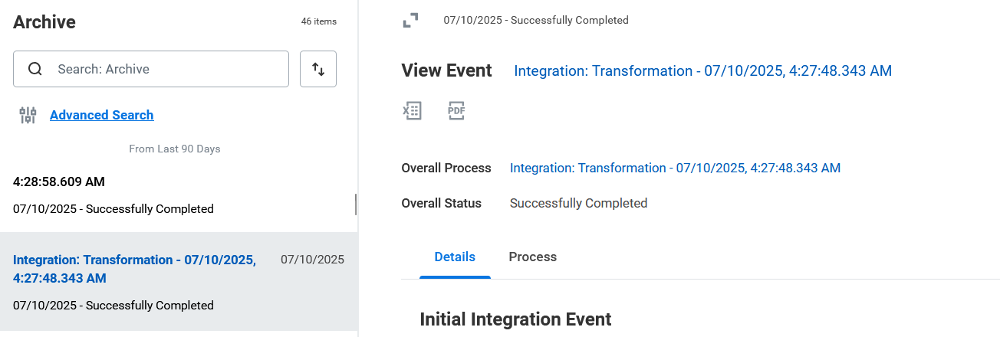 Archive
46 items
Search: Archive
Advanced Search
From Last 90 Days
4:28:58.609 AM
07/10/2025 - Successfully Completed
Integration: Transformation - 07/10/2025,
07/10/2025
4:27:48.343 AM
07/10/2025 - Successfully Completed
07/10/2025 - Successfully Completed
View Event
Integration: Transformation - 07/10/2025, 4:27:48.343 AM
X
PDF
Overall Process
Integration: Transformation - 07/10/2025, 4:27:48.343 AM
Overall Status
Successfully Completed
Details
Process
Initial Integration Event